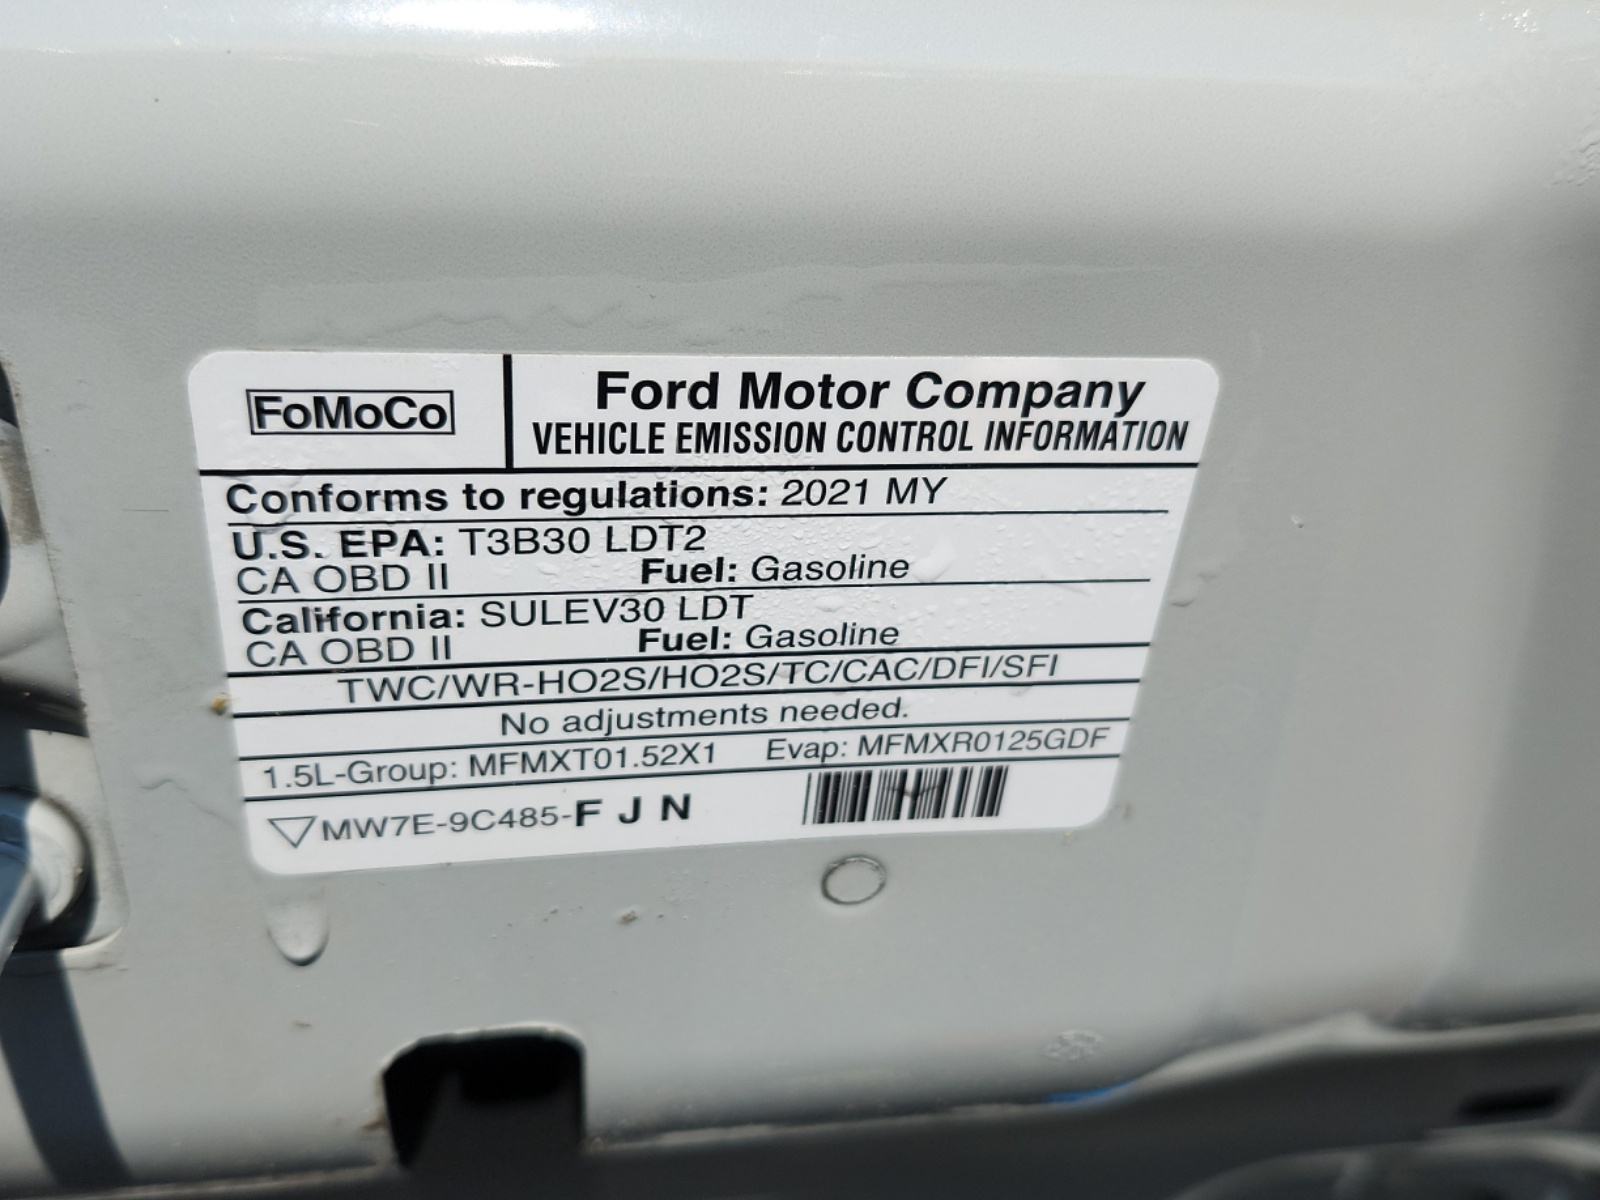 FoMoCo
Ford Motor Company
VEHICLE EMISSION CONTROL INFORMATION
Conforms to regulations: 2021 MY
U.S. EPA: T3B30 LDT2
CA OBD II Fuel: Gasoline
California: SULEV30 LDT
CA OBD II Fuel: Gasoline
TWC/WR-HO2S/HO2S/TC/CAC/DFI/SFI
No adjustments needed.
1.5L-Group: MFMXT01.52X1 Evap: MFMXR0125GDF
MW7E-9C485-F J N